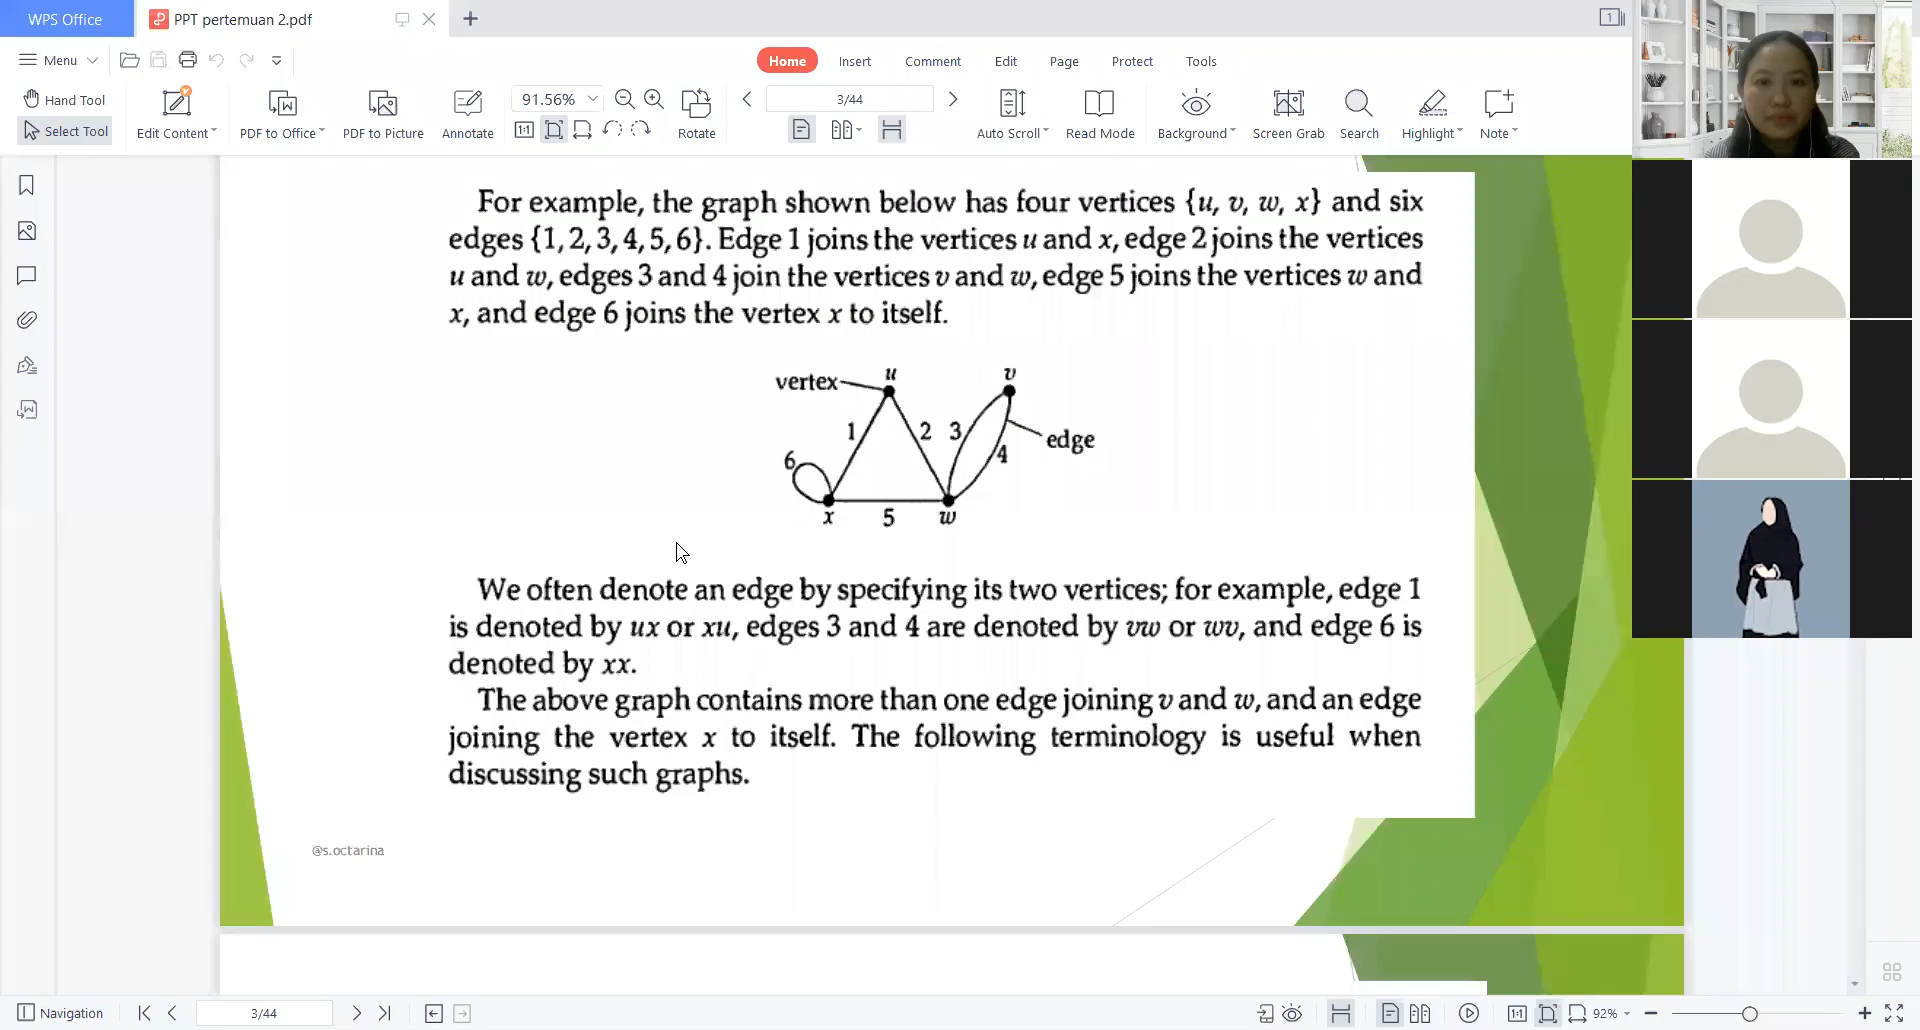 WPS Office
PPT pertemuan 2.pdf
1
Menu
Home Insert Comment Edit Page Protect Tools
Hand Tool
Select Tool
Edit Content
PDF to Office
PDF to Picture
Annotate
91.56%
1:1
Rotate
3/44
Auto Scroll
Read Mode
Background
Screen Grab
Search
Highlight
Note
For example, the graph shown below has four vertices {u, v, w, x} and six
edges {1, 2, 3, 4, 5, 6}. Edge 1 joins the vertices u and x, edge 2 joins the vertices
u and w, edges 3 and 4 join the vertices v and w, edge 5 joins the vertices w and
x, and edge 6 joins the vertex x to itself.
vertex u v
1 2 3 4 edge
6
x 5 w
We often denote an edge by specifying its two vertices; for example, edge 1
is denoted by ux or xu, edges 3 and 4 are denoted by vw or wv, and edge 6 is
denoted by xx.
The above graph contains more than one edge joining v and w, and an edge
joining the vertex x to itself. The following terminology is useful when
discussing such graphs.
@s.octarina
Navigation
3/44
1:1
92%